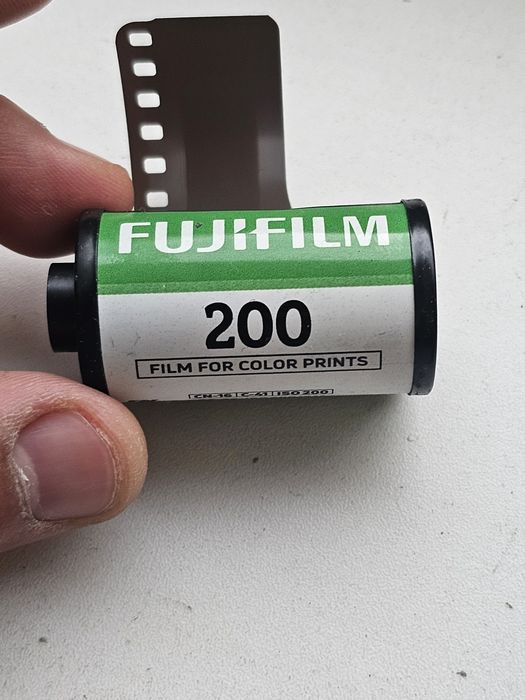 FUJIFILM
200
FILM FOR COLOR PRINTS
CN-16 C-41 ISO 200